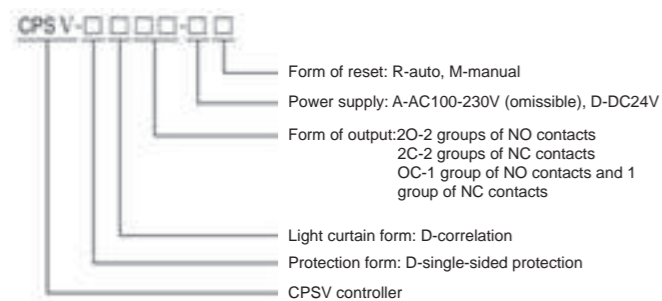 CPSV-□□□□-□□
Form of reset: R-auto, M-manual
Power supply: A-AC100-230V (omissible), D-DC24V
Form of output:2O-2 groups of NO contacts
2C-2 groups of NC contacts
OC-1 group of NO contacts and 1
group of NC contacts
Light curtain form: D-correlation
Protection form: D-single-sided protection
CPSV controller